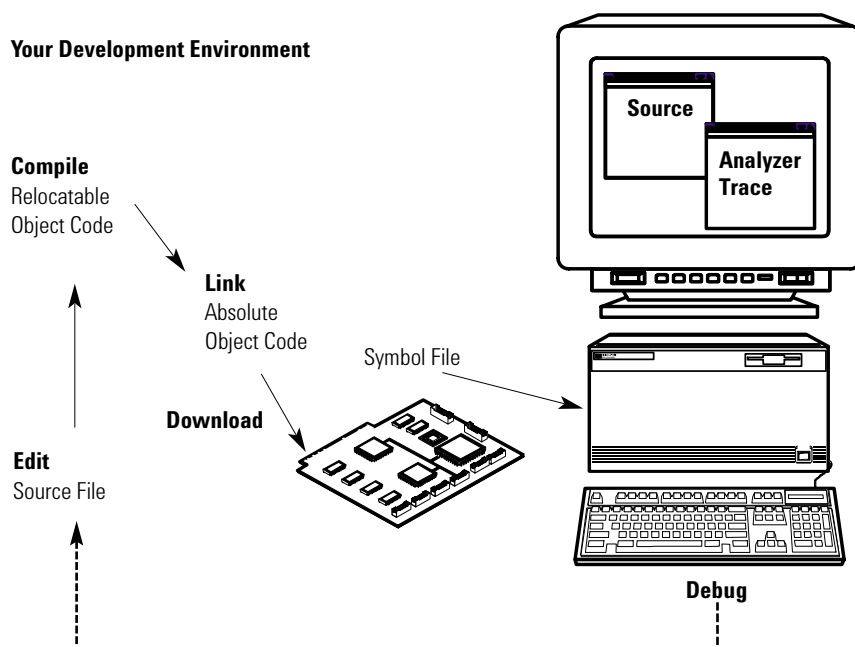 Your Development Environment
Source
Analyzer
Trace
Compile
Relocatable
Object Code
Link
Absolute
Object Code
Symbol File
Download
Edit
Source File
Debug